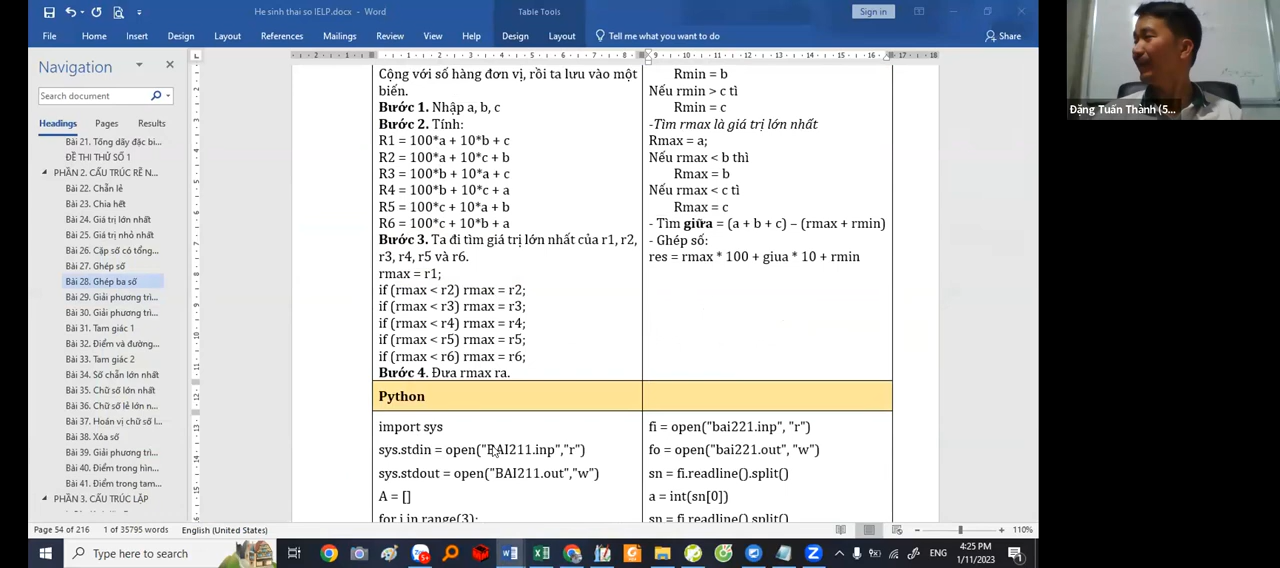 He sinh thai so IELP.docx - Word
Table Tools
Sign in
File
Home
Insert
Design
Layout
References
Mailings
Review
View
Help
Design
Layout
Tell me what you want to do
Share
Navigation
Search document
Headings
Pages
Results
Bài 21. Tổng dãy đặc bi...
ĐỀ THI THỬ SỐ 1
PHẦN 2. CẤU TRÚC RẼ N...
Bài 22. Chẵn lẻ
Bài 23. Chia hết
Bài 24. Giá trị lớn nhất
Bài 25. Giá trị nhỏ nhất
Bài 26. Cặp số có tổng...
Bài 27. Ghép số
Bài 28. Ghép ba số
Bài 29. Giải phương trì...
Bài 30. Giải phương trì...
Bài 31. Tam giác 1
Bài 32. Điểm và đường...
Bài 33. Tam giác 2
Bài 34. Số chẵn lớn nhất
Bài 35. Chữ số lớn nhất
Bài 36. Chữ số lẻ lớn n...
Bài 37. Hoán vị chữ số l...
Bài 38. Xóa số
Bài 39. Giải phương trì...
Bài 40. Điểm trong hìn...
Bài 41. Điểm trong tam...
PHẦN 3. CẤU TRÚC LẶP
Cộng với số hàng đơn vị, rồi ta lưu vào một
biến.
Bước 1. Nhập a, b, c
Bước 2. Tính:
R1 = 100*a + 10*b + c
R2 = 100*a + 10*c + b
R3 = 100*b + 10*a + c
R4 = 100*b + 10*c + a
R5 = 100*c + 10*a + b
R6 = 100*c + 10*b + a
Bước 3. Ta đi tìm giá trị lớn nhất của r1, r2,
r3, r4, r5 và r6.
rmax = r1;
if (rmax < r2) rmax = r2;
if (rmax < r3) rmax = r3;
if (rmax < r4) rmax = r4;
if (rmax < r5) rmax = r5;
if (rmax < r6) rmax = r6;
Bước 4. Đưa rmax ra.
Rmin = b
Nếu rmin > c tì
Rmin = c
-Tìm rmax là giá trị lớn nhất
Rmax = a;
Nếu rmax < b thì
Rmax = b
Nếu rmax < c tì
Rmax = c
- Tìm giữa = (a + b + c) – (rmax + rmin)
- Ghép số:
res = rmax * 100 + giua * 10 + rmin
Python
import sys
sys.stdin = open("BAI211.inp","r")
sys.stdout = open("BAI211.out","w")
A = []
for i in range(3):
fi = open("bai221.inp", "r")
fo = open("bai221.out", "w")
sn = fi.readline().split()
a = int(sn[0])
sn = fi.readline().split()
Page 54 of 216
1 of 35795 words
English (United States)
110%
Type here to search
ENG
4:25 PM
1/11/2023
Đặng Tuấn Thành (5...